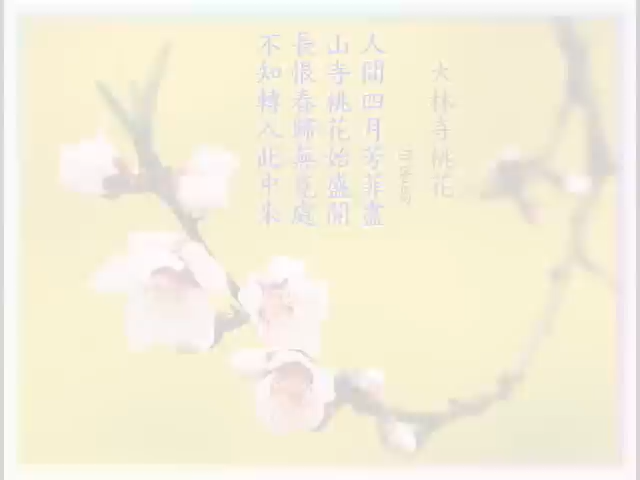 大林寺桃花
人間四月芳菲盡
山寺桃花始盛開
長恨春歸無覓處
不知轉入此中來